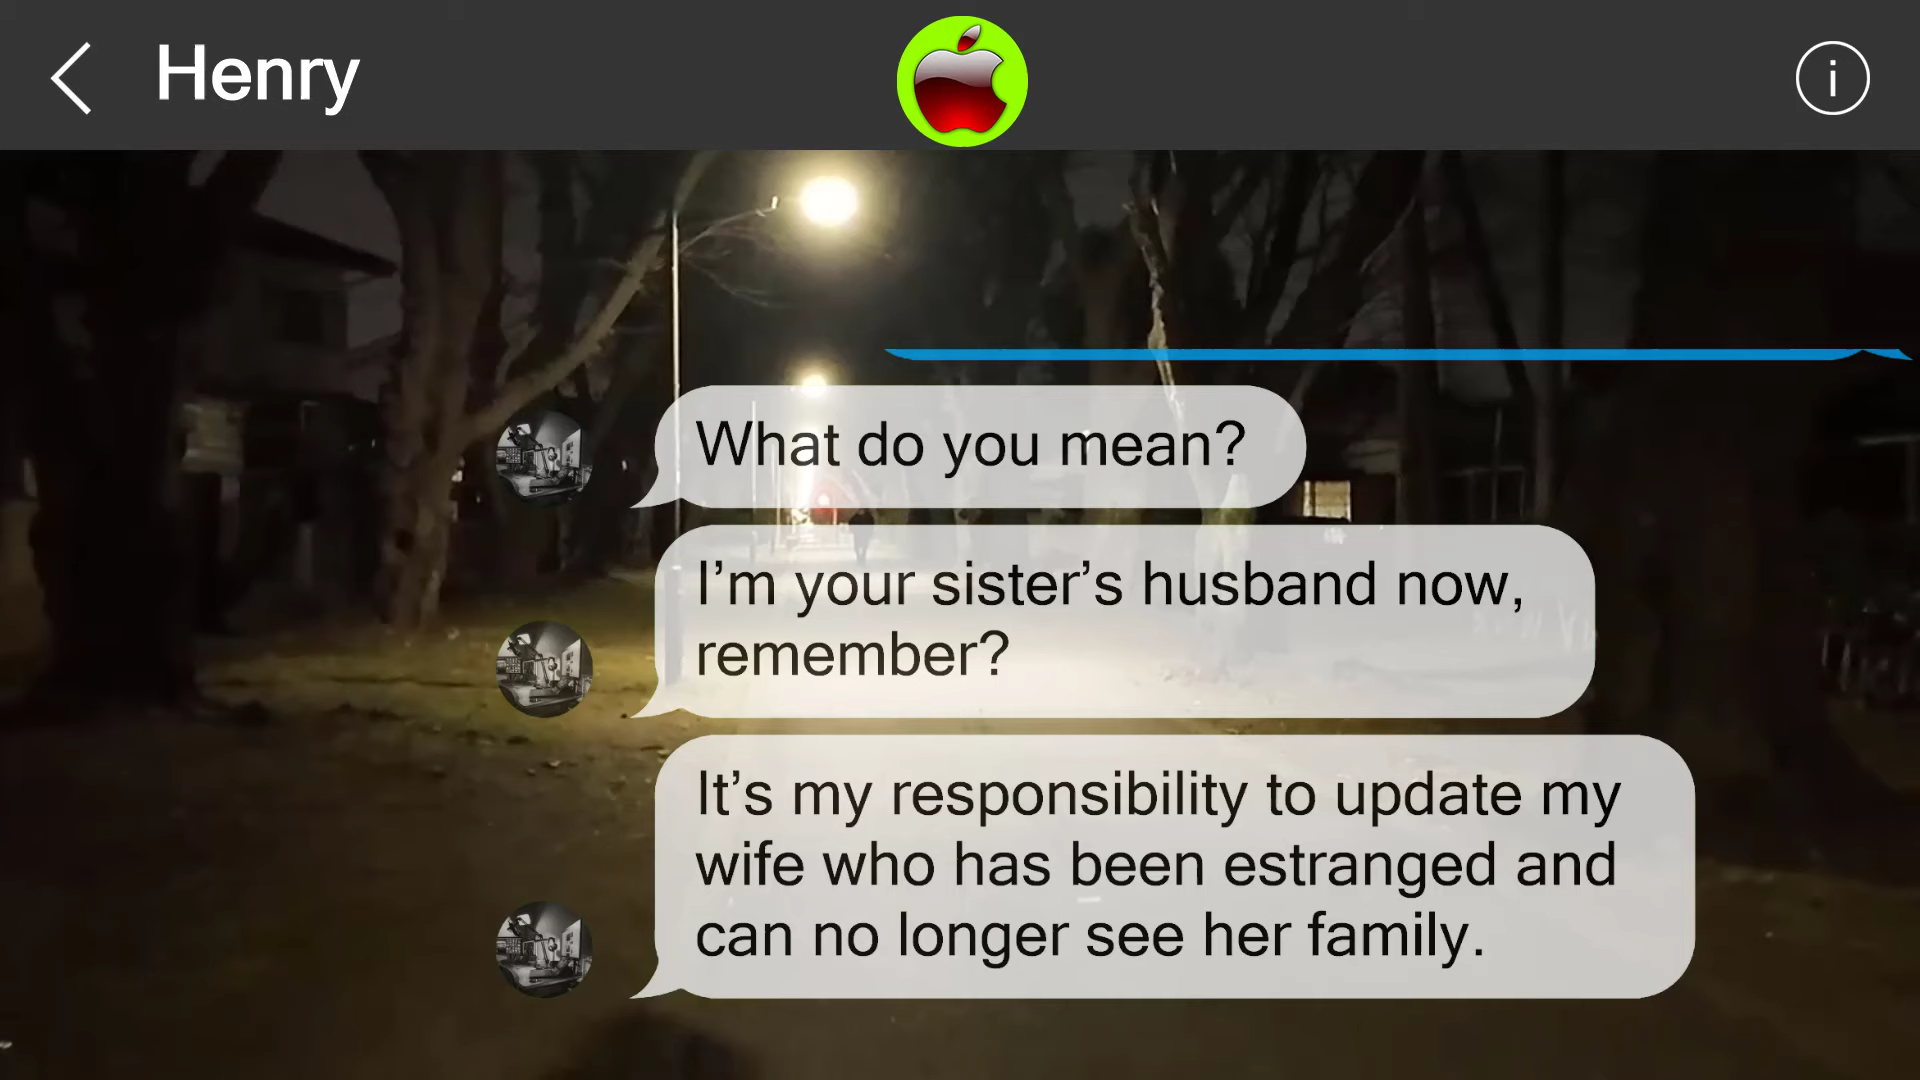 Henry
What do you mean?
I’m your sister’s husband now,
remember?
It’s my responsibility to update my
wife who has been estranged and
can no longer see her family.